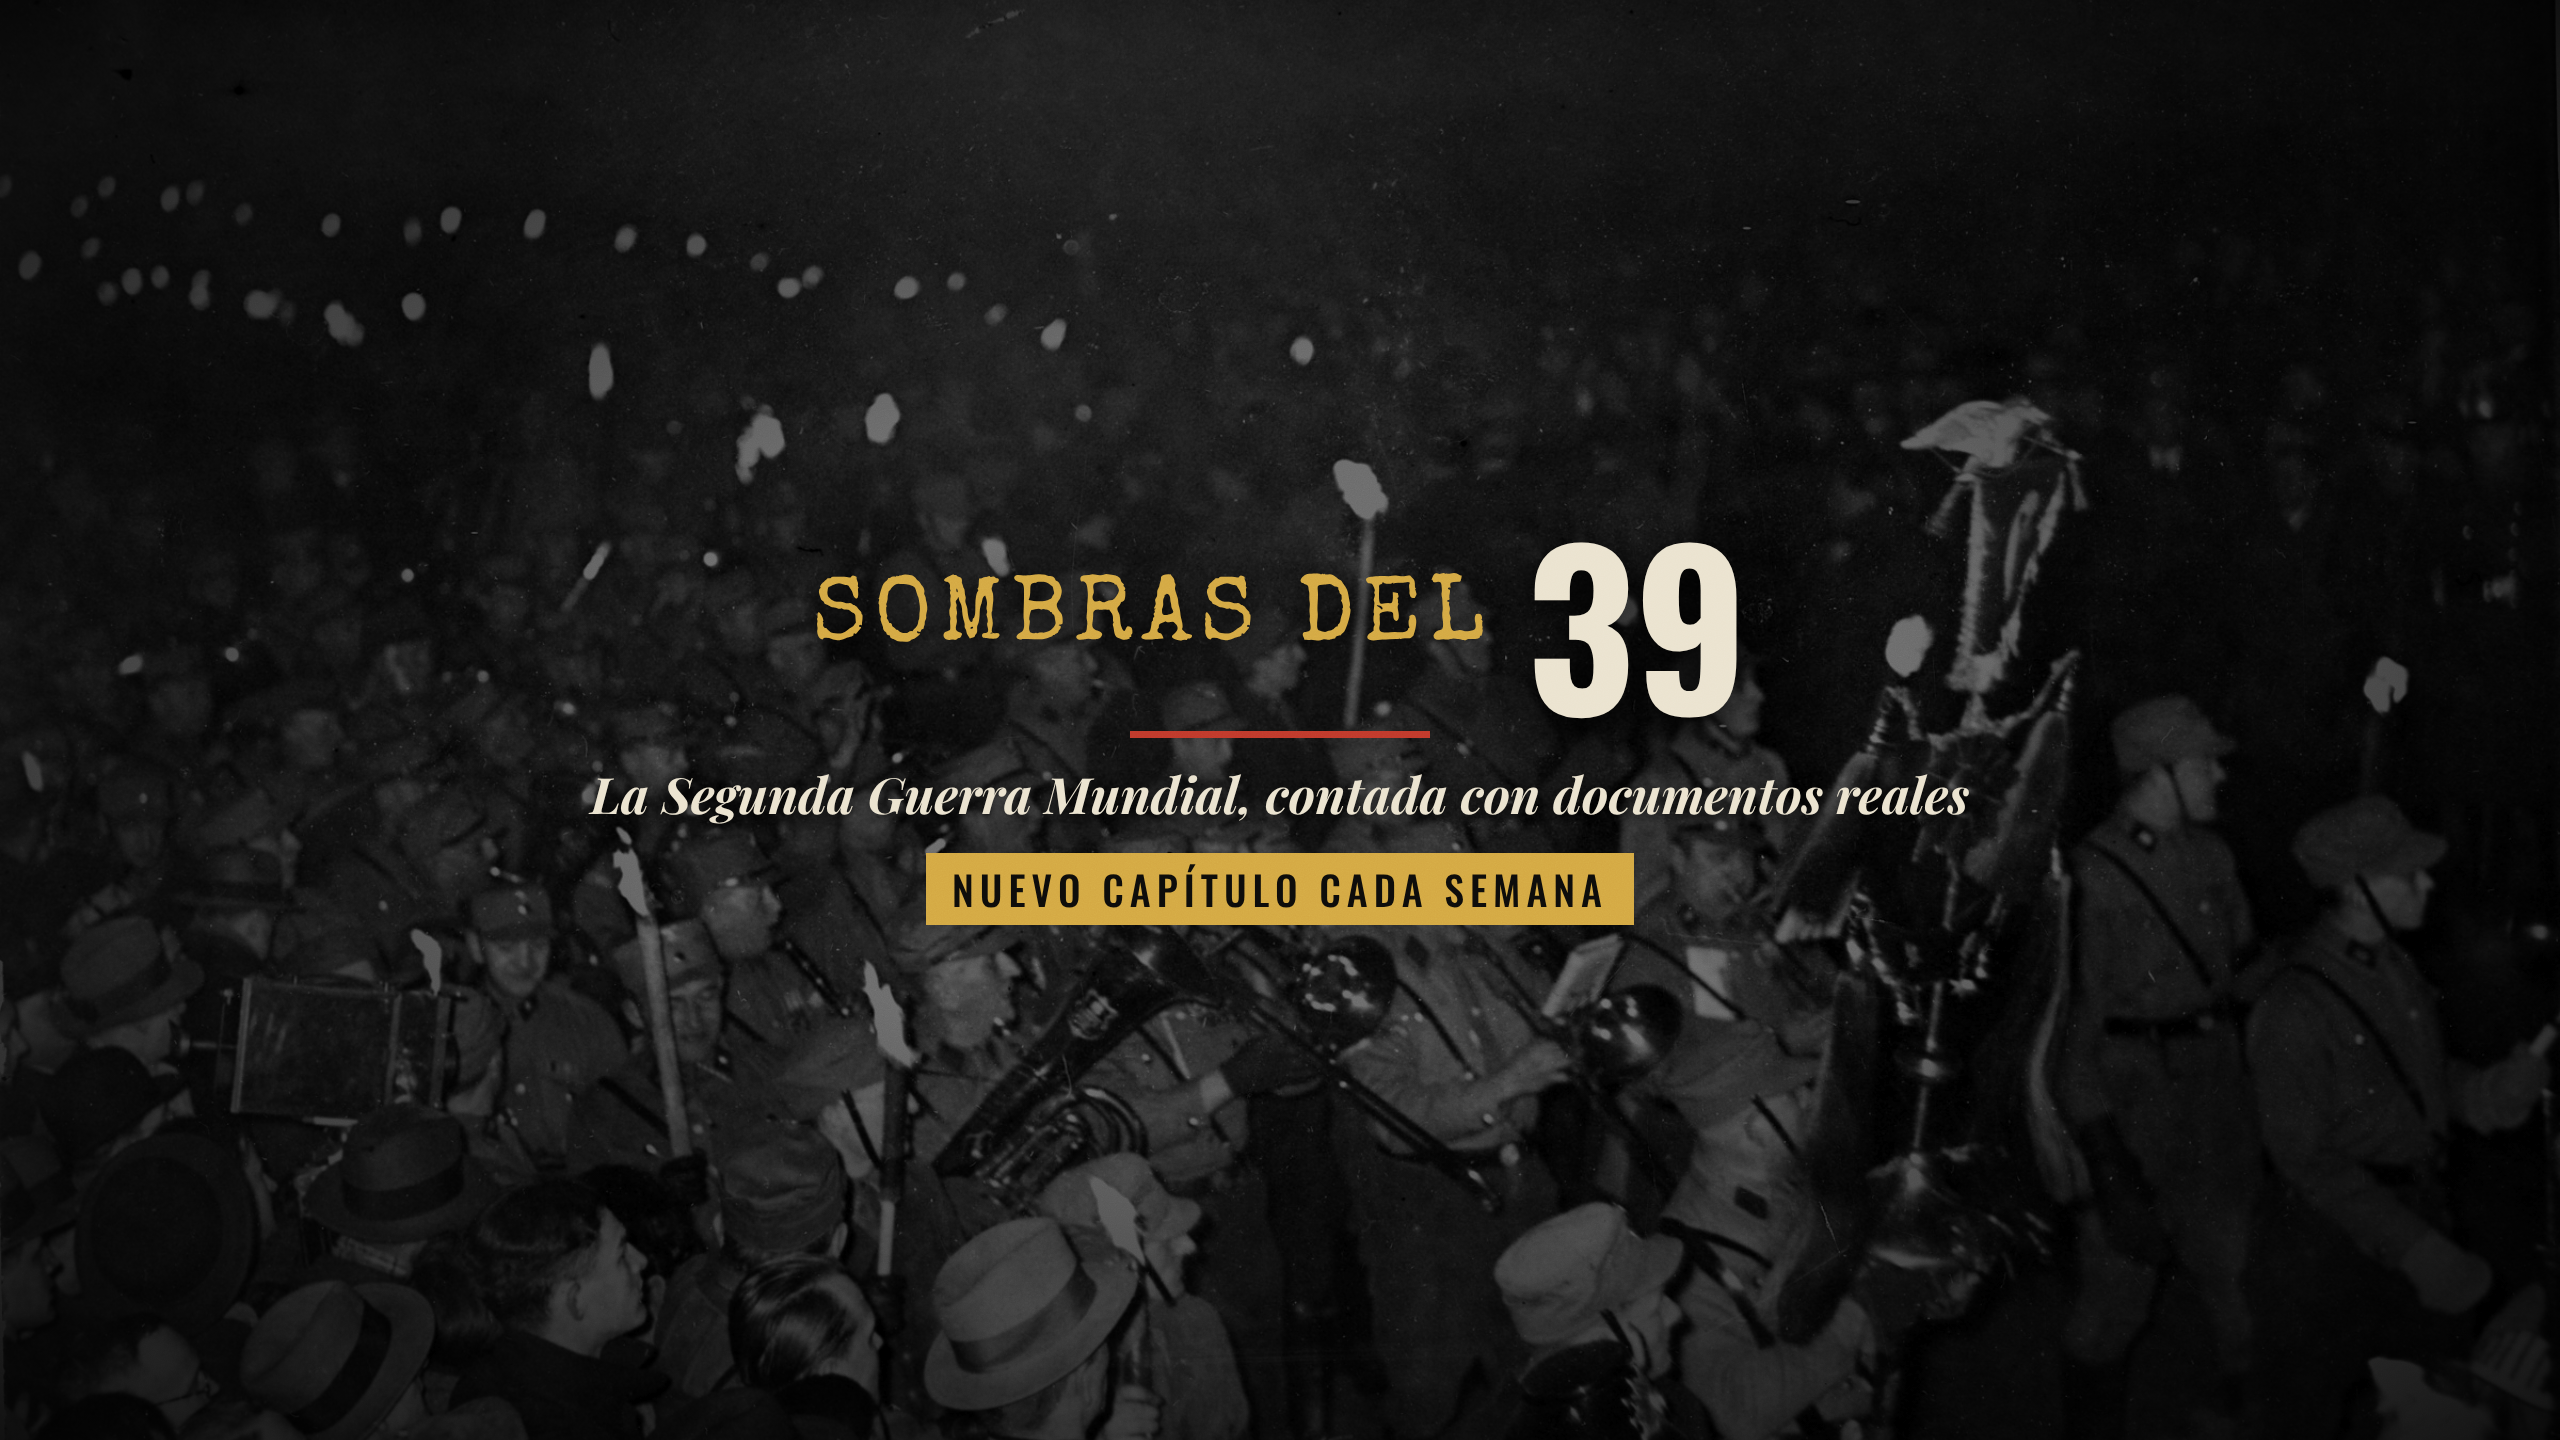 SOMBRAS DEL 39
La Segunda Guerra Mundial, contada con documentos reales
NUEVO CAPÍTULO CADA SEMANA